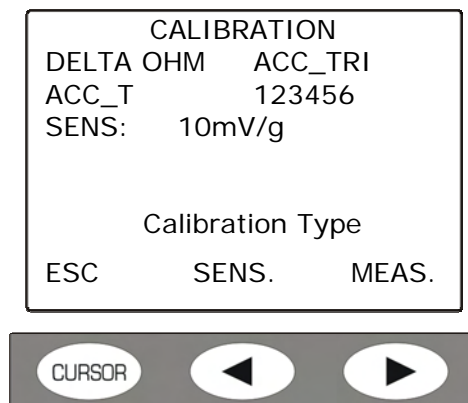 CALIBRATION
DELTA OHM ACC_TRI
ACC_T 123456
SENS: 10mV/g
Calibration Type
ESC SENS. MEAS.
CURSOR